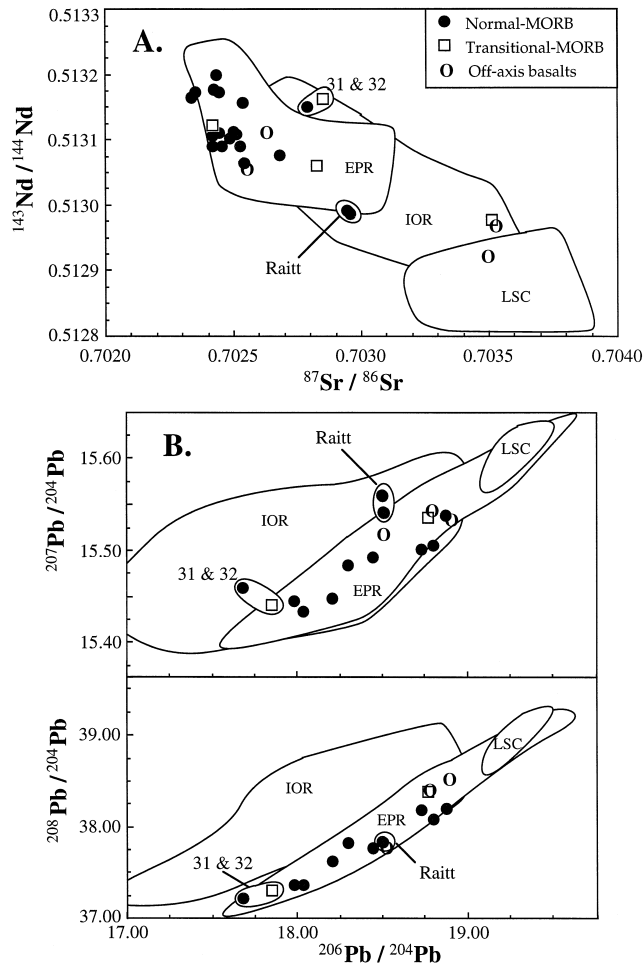 A.
● Normal-MORB
□ Transitional-MORB
O Off-axis basalts
0.5133
0.5132
0.5131
0.5130
0.5129
0.5128
143Nd / 144Nd
31 & 32
EPR
IOR
Raitt
LSC
0.7020
0.7025
0.7030
0.7035
0.7040
87Sr / 86Sr
B.
Raitt
LSC
15.60
15.50
15.40
207Pb / 204Pb
IOR
31 & 32
EPR
39.00
38.00
37.00
208Pb / 204Pb
LSC
IOR
EPR
31 & 32
Raitt
17.00
18.00
19.00
206Pb / 204Pb